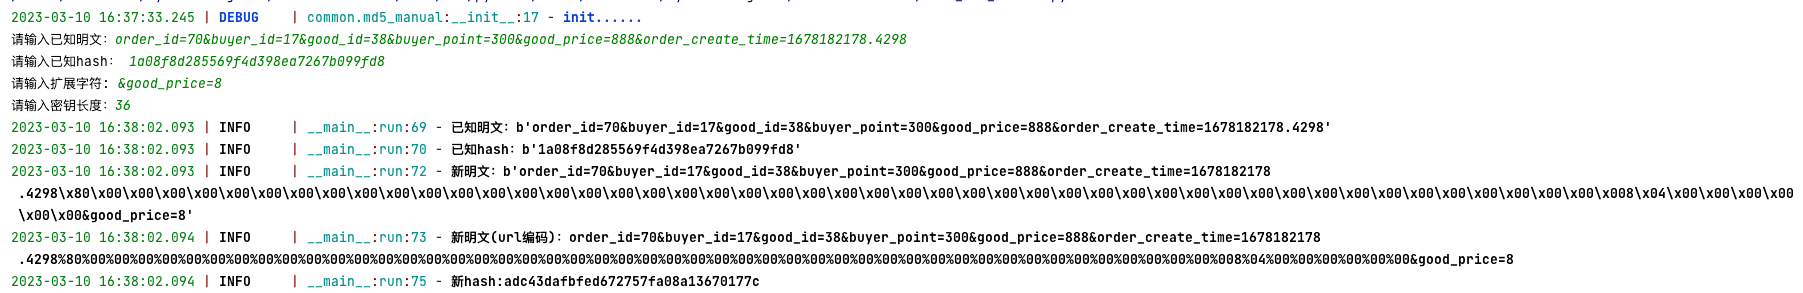 2023-03-10 16:37:33.245 | DEBUG    | common.md5_manual:__init__:17 - init......
请输入已知明文：order_id=70&buyer_id=17&good_id=38&buyer_point=300&good_price=888&order_create_time=1678182178.4298
请输入已知hash： 1a08f8d285569f4d398ea7267b099fd8
请输入扩展字符: &good_price=8
请输入密钥长度：36
2023-03-10 16:38:02.093 | INFO     | __main__:run:69 - 已知明文：b'order_id=70&buyer_id=17&good_id=38&buyer_point=300&good_price=888&order_create_time=1678182178.4298'
2023-03-10 16:38:02.093 | INFO     | __main__:run:70 - 已知hash：b'1a08f8d285569f4d398ea7267b099fd8'
2023-03-10 16:38:02.093 | INFO     | __main__:run:72 - 新明文：b'order_id=70&buyer_id=17&good_id=38&buyer_point=300&good_price=888&order_create_time=1678182178
.4298\x80\x00\x00\x00\x00\x00\x00\x00\x00\x00\x00\x00\x00\x00\x00\x00\x00\x00\x00\x00\x00\x00\x00\x00\x00\x00\x00\x00\x00\x00\x00\x00\x00\x00\x00\x00\x00\x00\x00\x00\x00\x00\x00\x00\x00\x00\x00\x00\x008\x04\x00\x00\x00\x00
\x00\x00&good_price=8'
2023-03-10 16:38:02.094 | INFO     | __main__:run:73 - 新明文(url编码)：order_id=70&buyer_id=17&good_id=38&buyer_point=300&good_price=888&order_create_time=1678182178
.4298%80%00%00%00%00%00%00%00%00%00%00%00%00%00%00%00%00%00%00%00%00%00%00%00%00%00%00%00%00%00%00%00%00%00%00%00%00%00%00%00%00%00%00%00%00%00%00%00%008%04%00%00%00%00%00%00&good_price=8
2023-03-10 16:38:02.094 | INFO     | __main__:run:75 - 新hash:adc43dafbfed672757fa08a13670177c